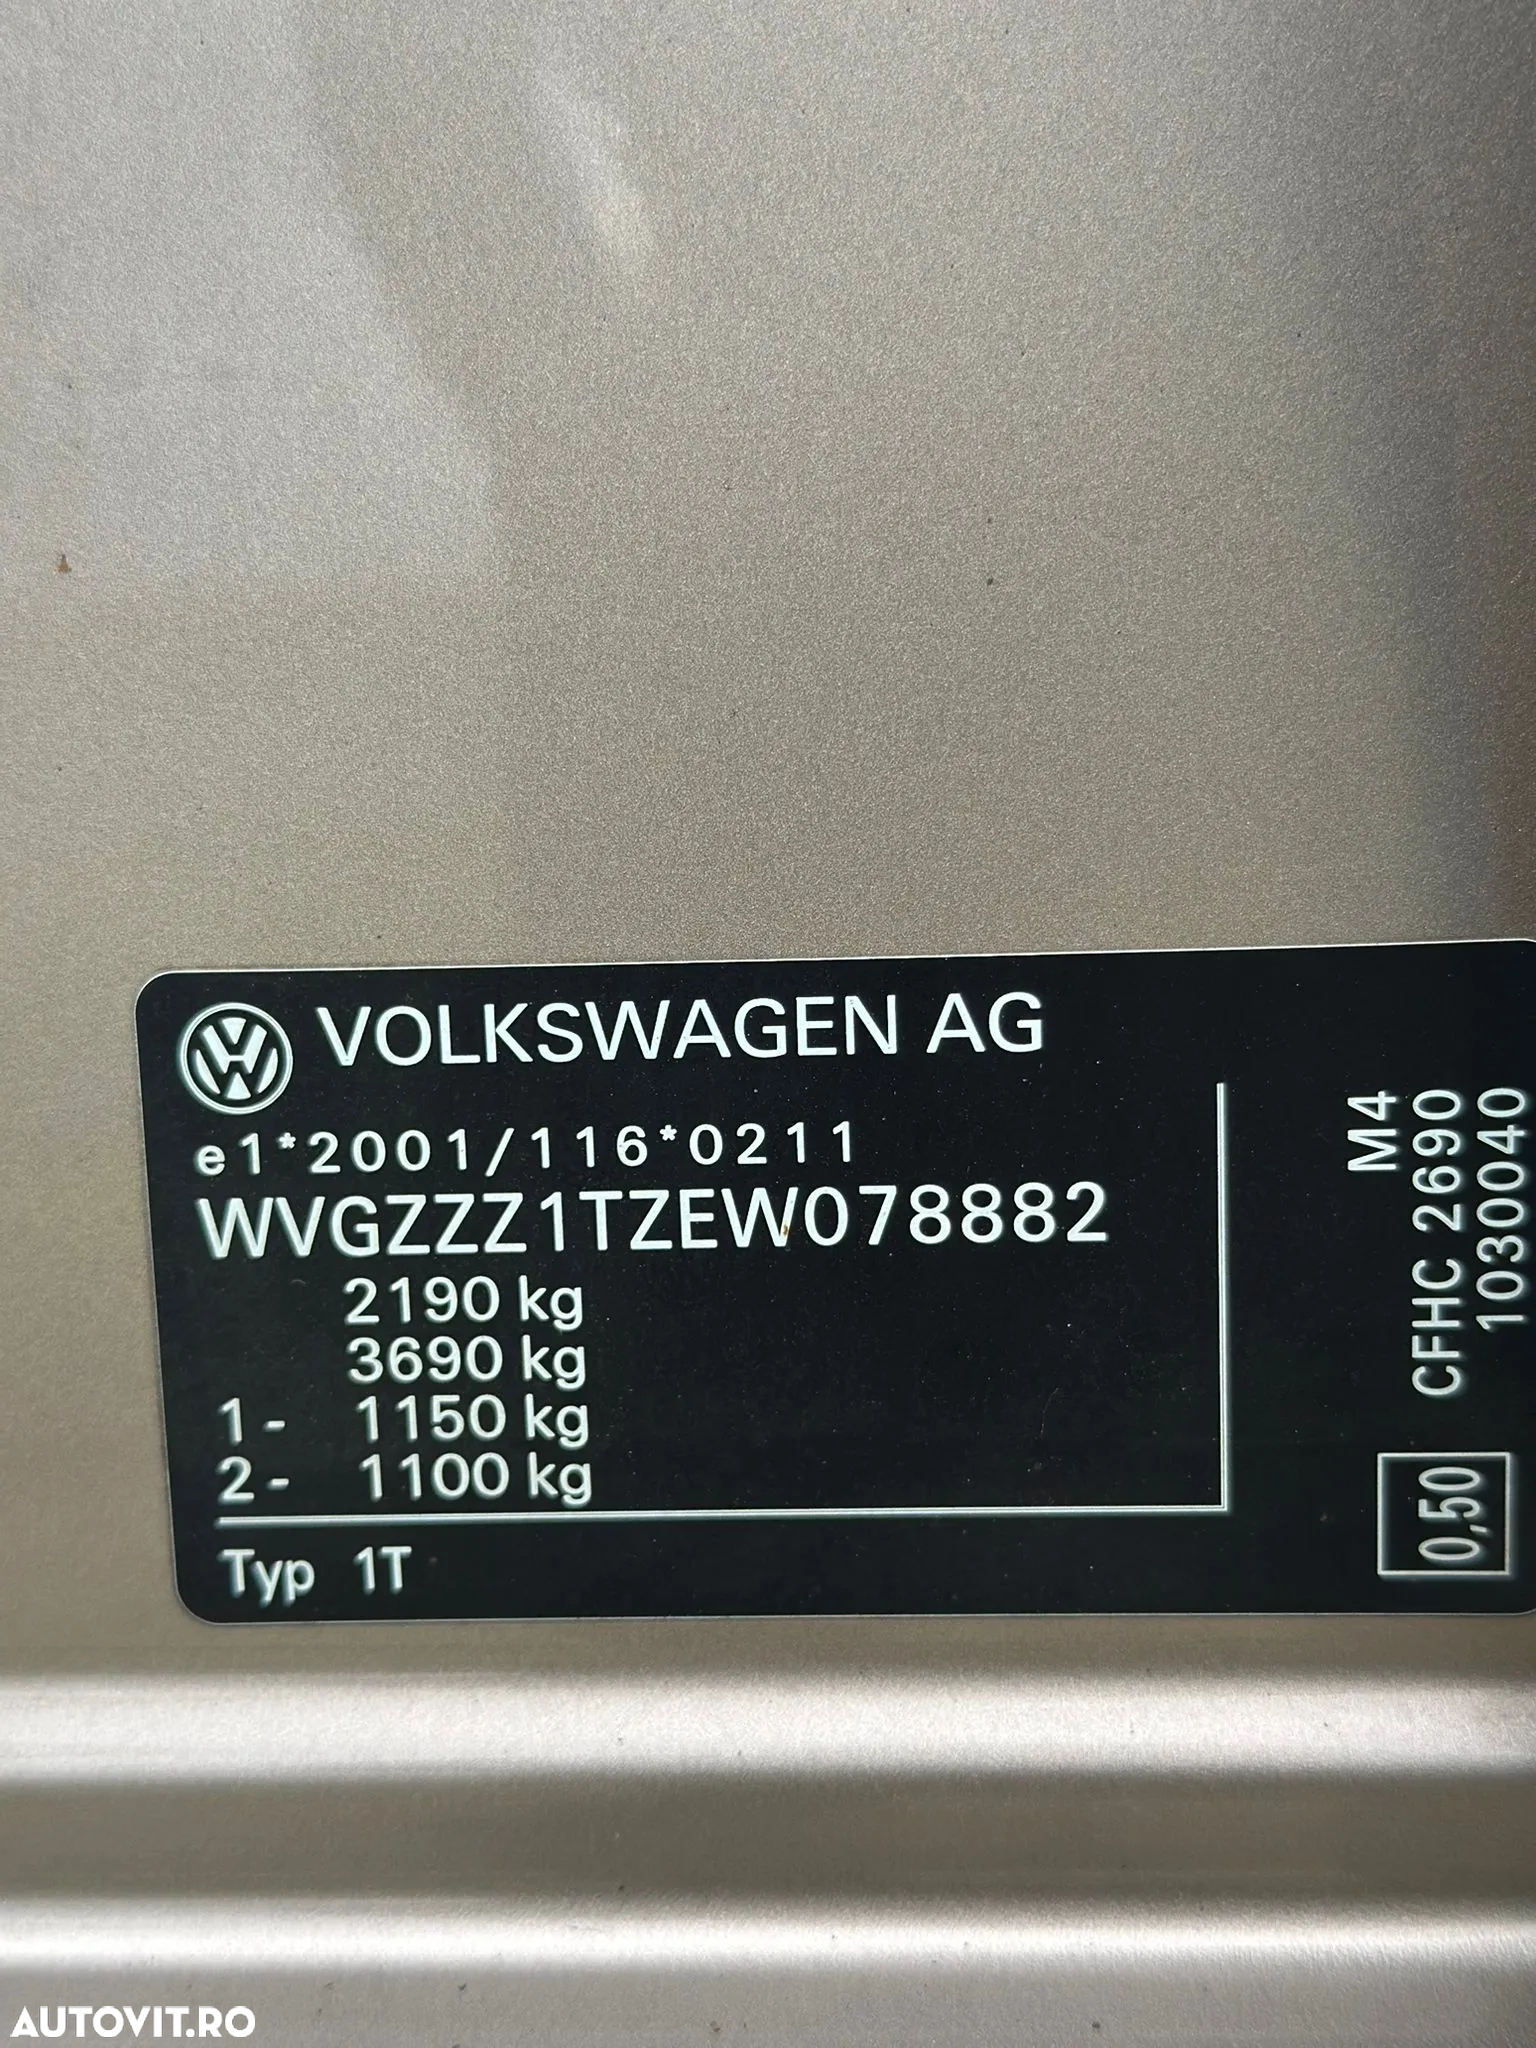 VOLKSWAGEN AG
e1*2001/116*0211
WVGZZZ1TZEW078882
2190 kg
3690 kg
1- 1150 kg
2- 1100 kg
Typ 1T
M4
CFHC 2690
1030040
0,50
AUTOVIT.RO